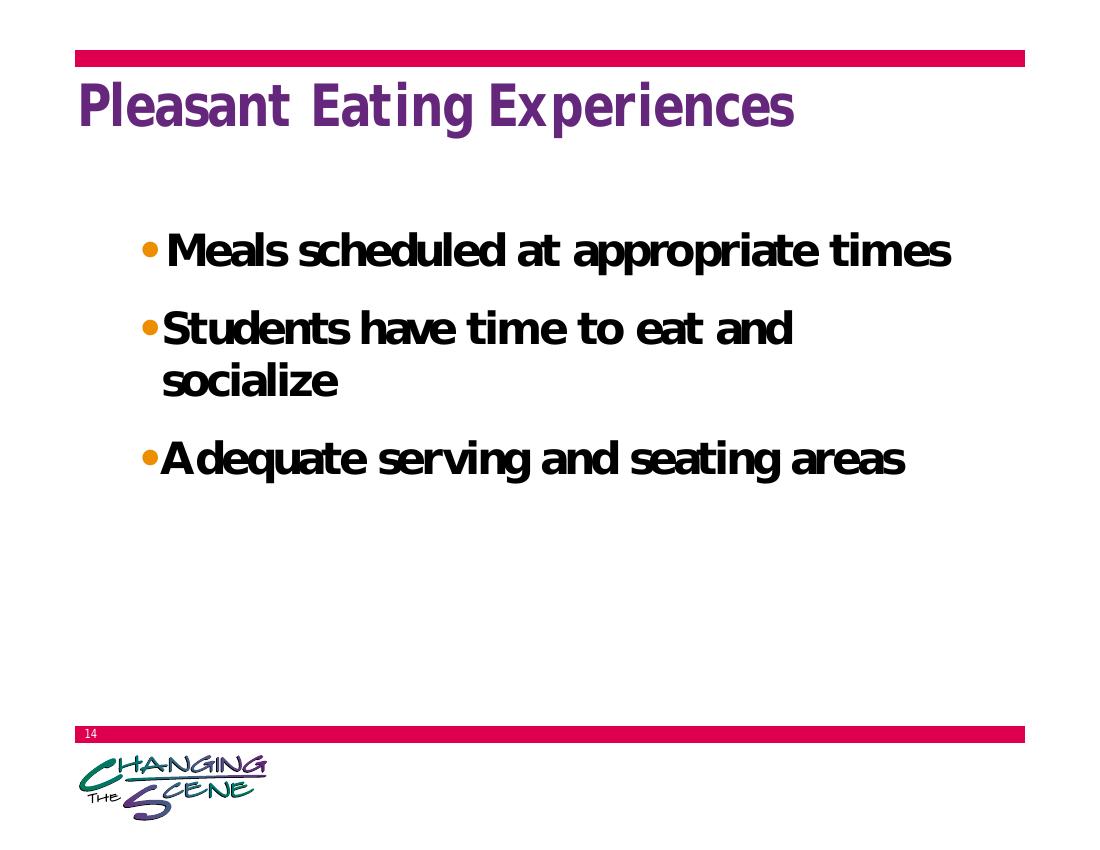 Pleasant Eating Experiences
• Meals scheduled at appropriate times
•Students have time to eat and
socialize
•Adequate serving and seating areas
14
CHANGING
THE SCENE